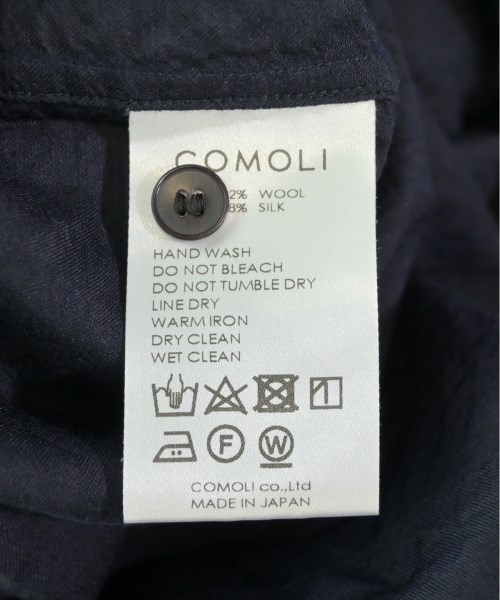 COMOLI
2% WOOL
8% SILK
HAND WASH
DO NOT BLEACH
DO NOT TUMBLE DRY
LINE DRY
WARM IRON
DRY CLEAN
WET CLEAN
F W
COMOLI co.,Ltd
MADE IN JAPAN